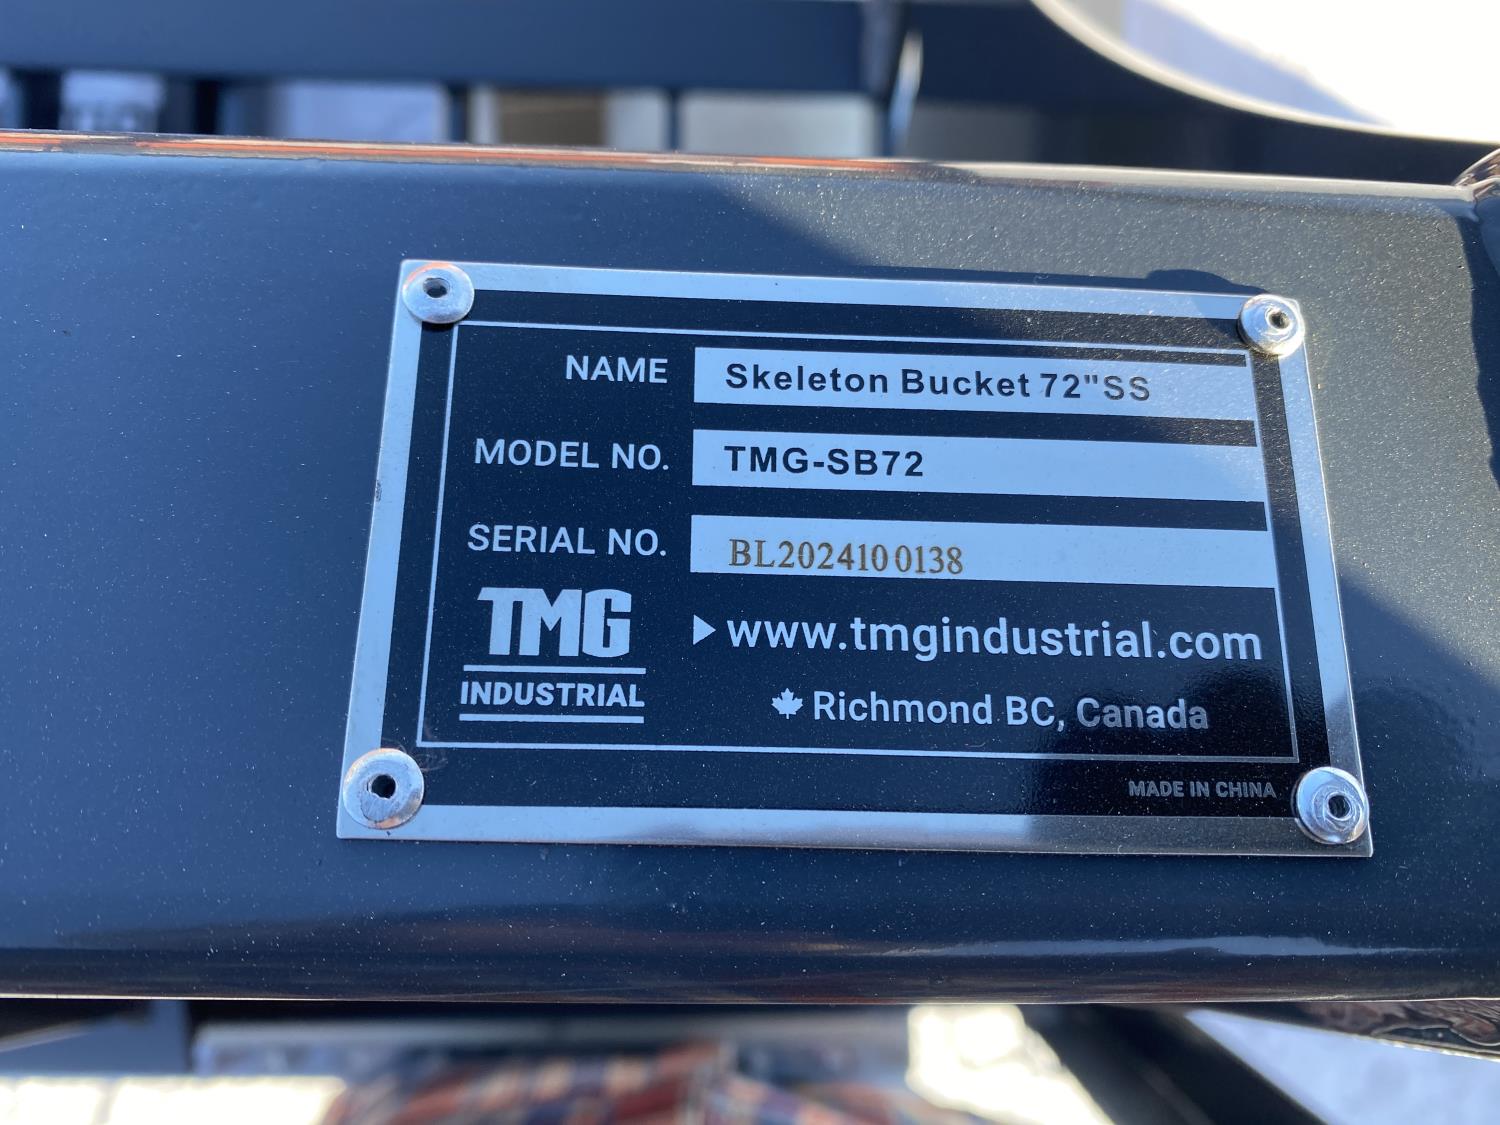 NAME Skeleton Bucket 72"SS
MODEL NO. TMG-SB72
SERIAL NO. BL2024100138
TMG
INDUSTRIAL
www.tmgindustrial.com
Richmond BC, Canada
MADE IN CHINA